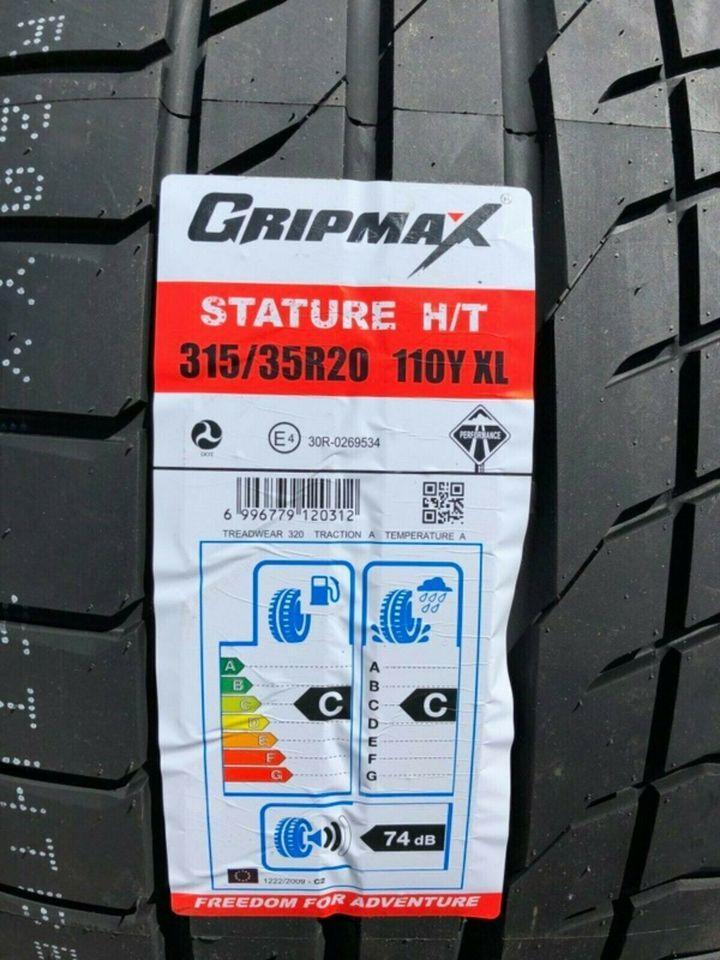 GRIPMAX
STATURE H/T
315/35R20 110Y XL
DOT
E4 30R-0269534
PERFORMANCE
6 996779 120312
TREADWEAR 320 TRACTION A TEMPERATURE A
A A
B B
C C C C
D D
E E
F F
G G
74 dB
1222/2009 - C2
FREEDOM FOR ADVENTURE